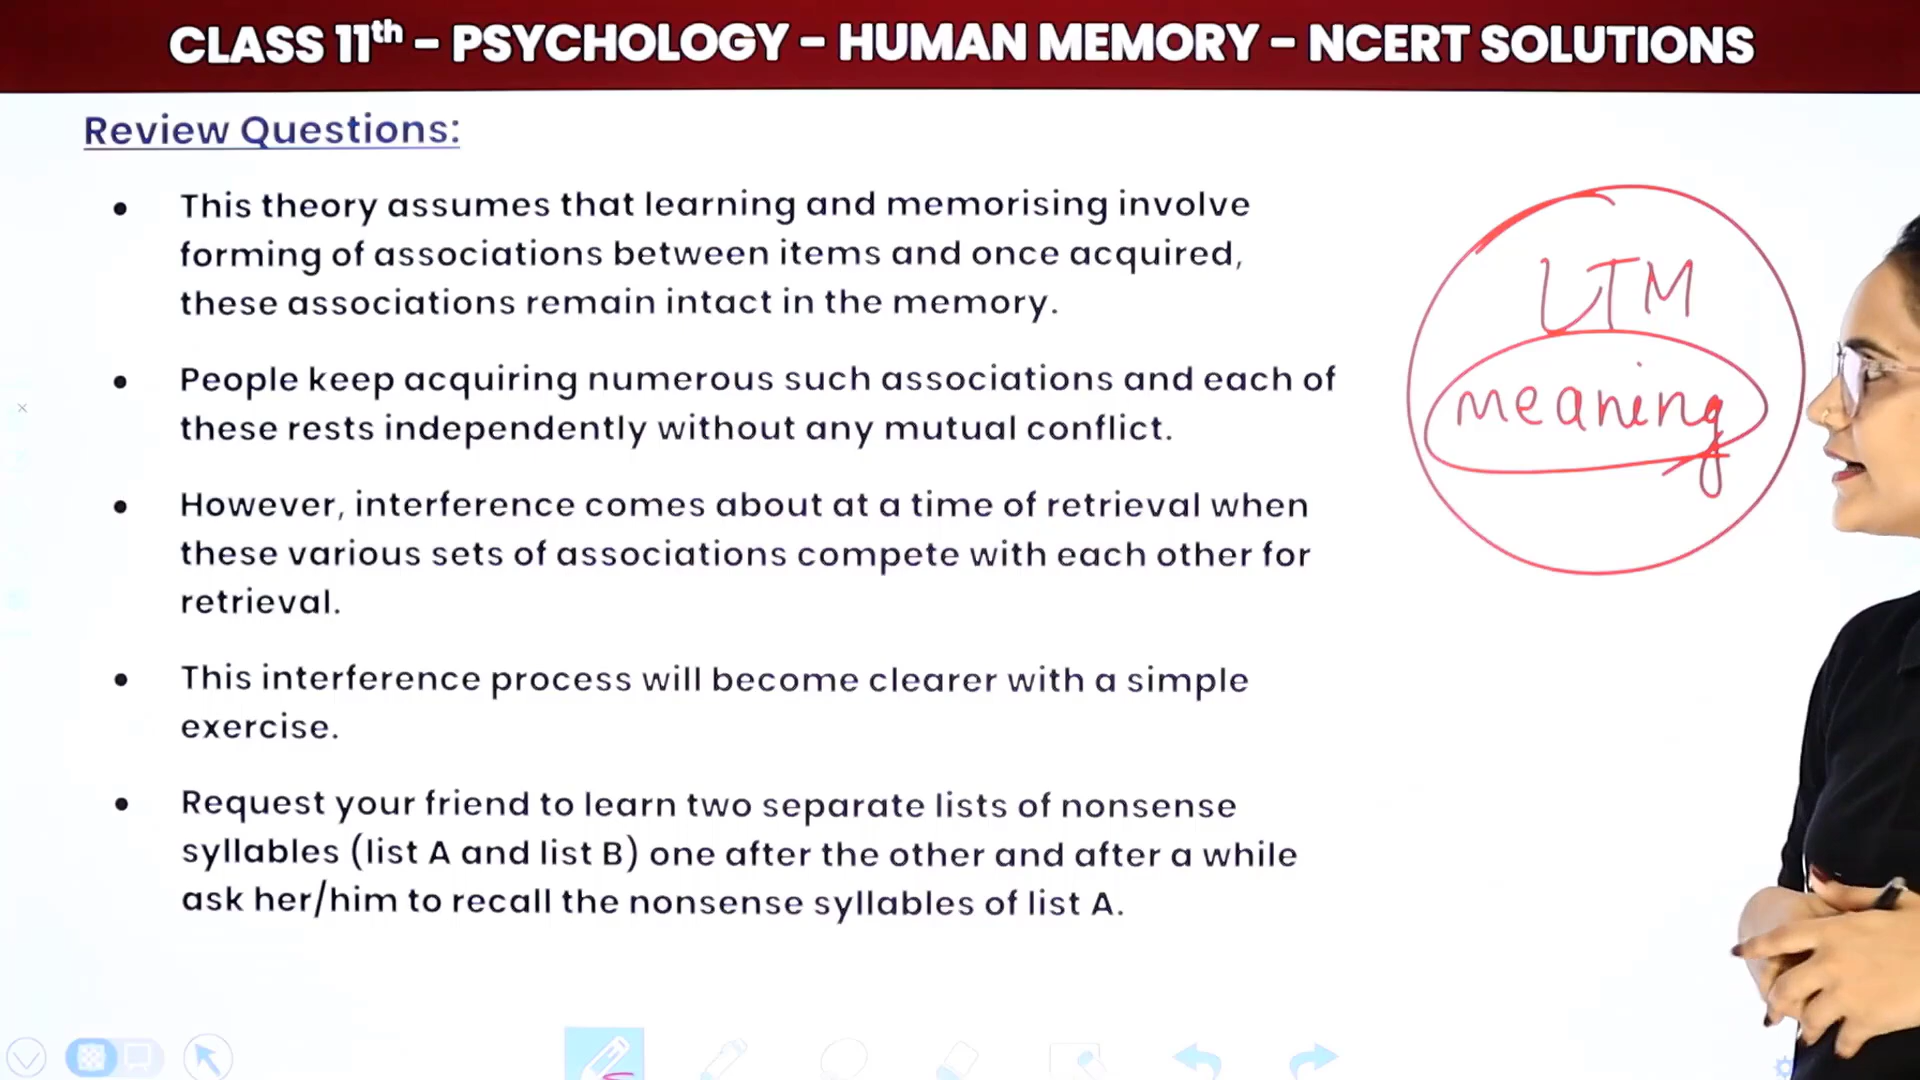 CLASS 11th – PSYCHOLOGY – HUMAN MEMORY – NCERT SOLUTIONS
Review Questions:
• This theory assumes that learning and memorising involve
forming of associations between items and once acquired,
these associations remain intact in the memory.
• People keep acquiring numerous such associations and each of
these rests independently without any mutual conflict.
• However, interference comes about at a time of retrieval when
these various sets of associations compete with each other for
retrieval.
• This interference process will become clearer with a simple
exercise.
• Request your friend to learn two separate lists of nonsense
syllables (list A and list B) one after the other and after a while
ask her/him to recall the nonsense syllables of list A.
LTM
meaning